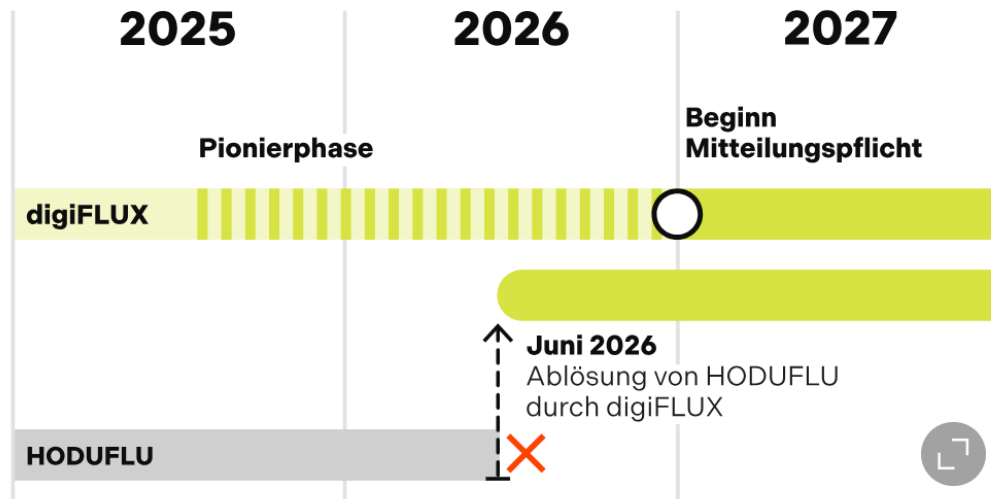 2025
2026
2027
Pionierphase
Beginn
Mitteilungspflicht
digiFLUX
Juni 2026
Ablösung von HODUFLU
durch digiFLUX
HODUFLU